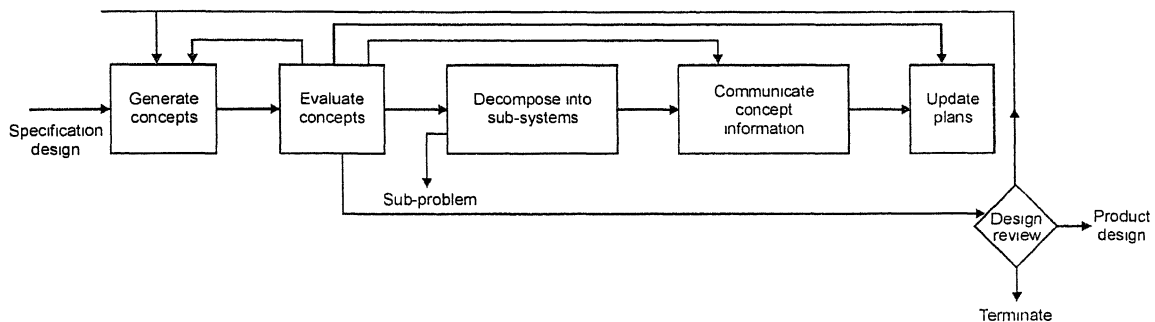 Generate
concepts
Evaluate
concepts
Decompose into
sub-systems
Communicate
concept
information
Update
plans
Specification
design
Sub-problem
Design
review
Product
design
Terminate